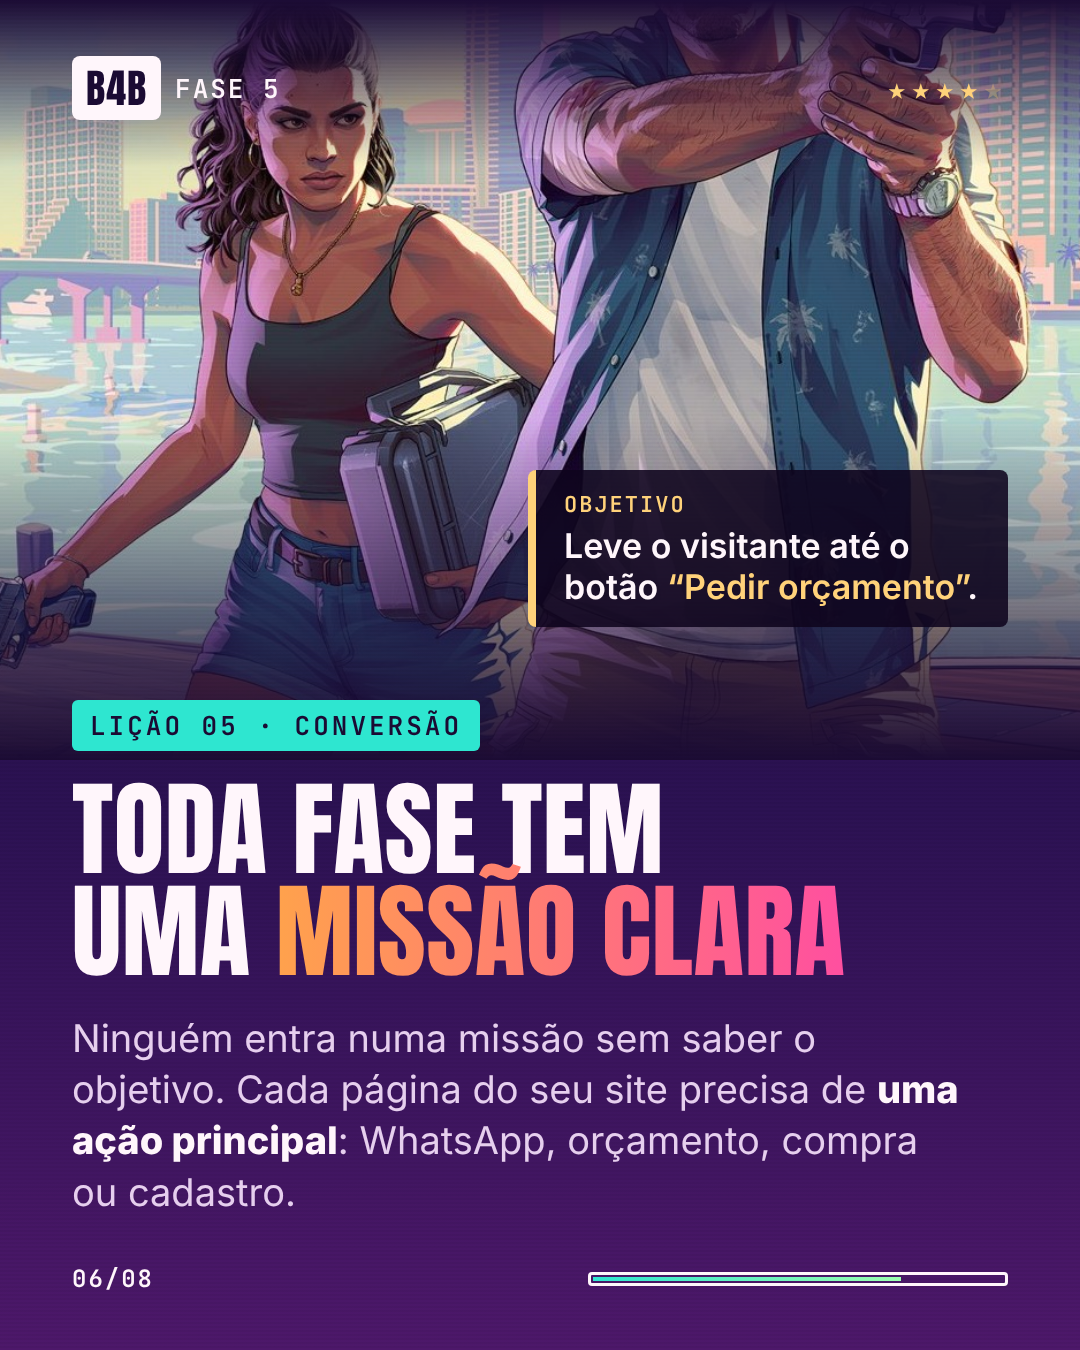 B4B FASE 5
★★★★★
OBJETIVO
Leve o visitante até o
botão “Pedir orçamento”.
LIÇÃO 05 · CONVERSÃO
TODA FASE TEM
UMA MISSÃO CLARA
Ninguém entra numa missão sem saber o
objetivo. Cada página do seu site precisa de uma
ação principal: WhatsApp, orçamento, compra
ou cadastro.
06/08